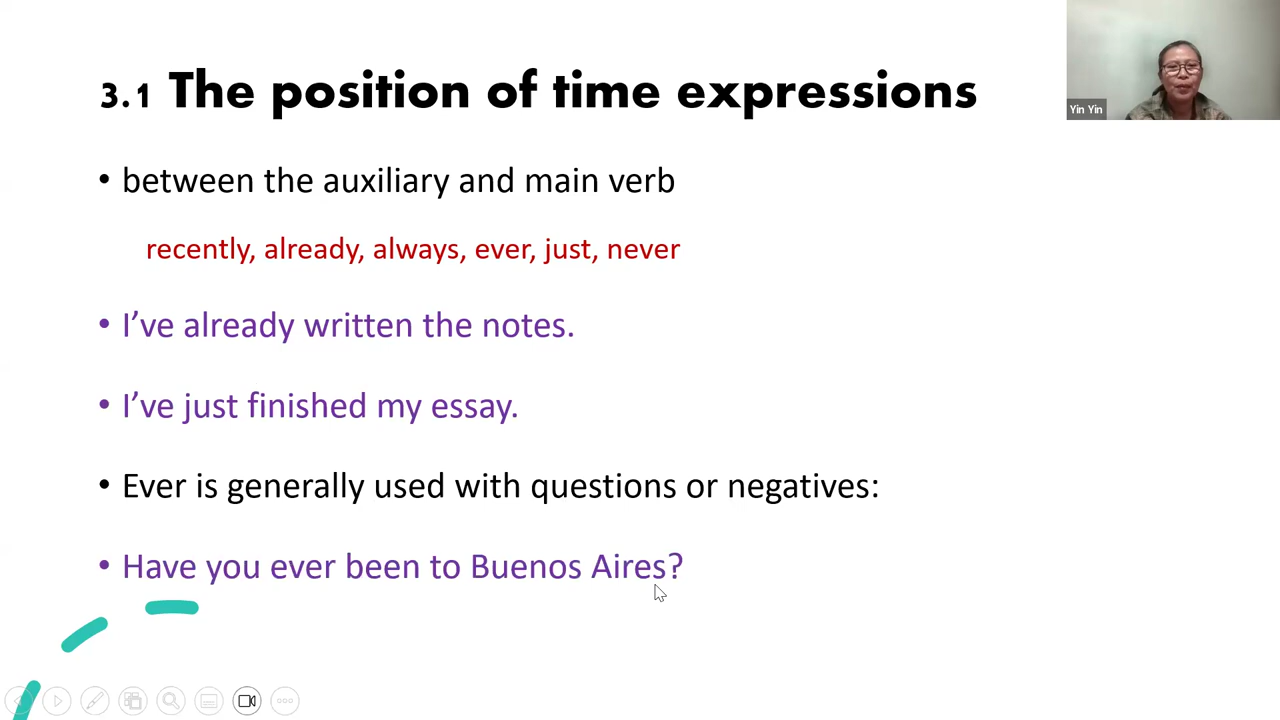 3.1 The position of time expressions
Yin Yin
• between the auxiliary and main verb
recently, already, always, ever, just, never
• I’ve already written the notes.
• I’ve just finished my essay.
• Ever is generally used with questions or negatives:
• Have you ever been to Buenos Aires?